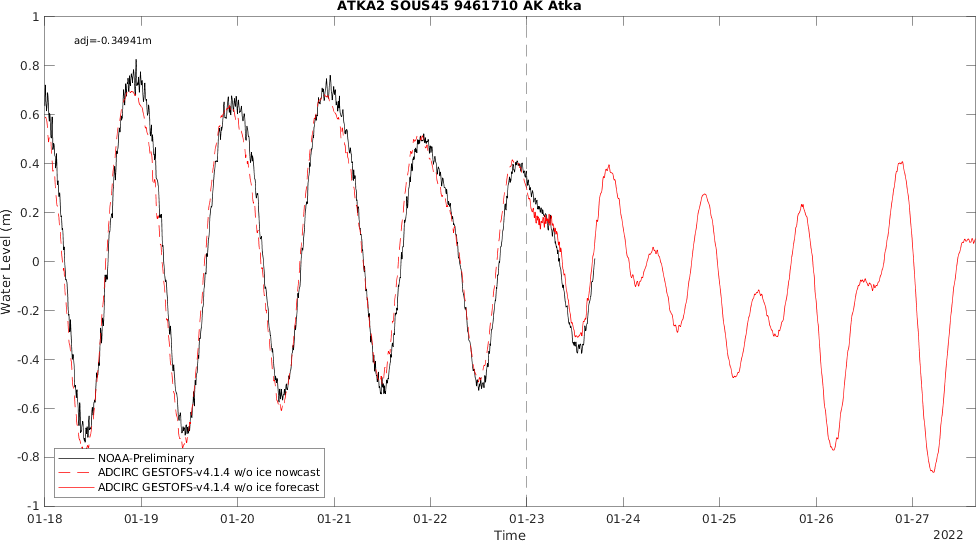 ATKA2 SOUS45 9461710 AK Atka
adj=-0.34941m
Water Level (m)
1
0.8
0.6
0.4
0.2
0
-0.2
-0.4
-0.6
-0.8
-1
NOAA-Preliminary
ADCIRC GESTOFS-v4.1.4 w/o ice nowcast
ADCIRC GESTOFS-v4.1.4 w/o ice forecast
01-18 01-19 01-20 01-21 01-22 01-23 01-24 01-25 01-26 01-27
Time
2022